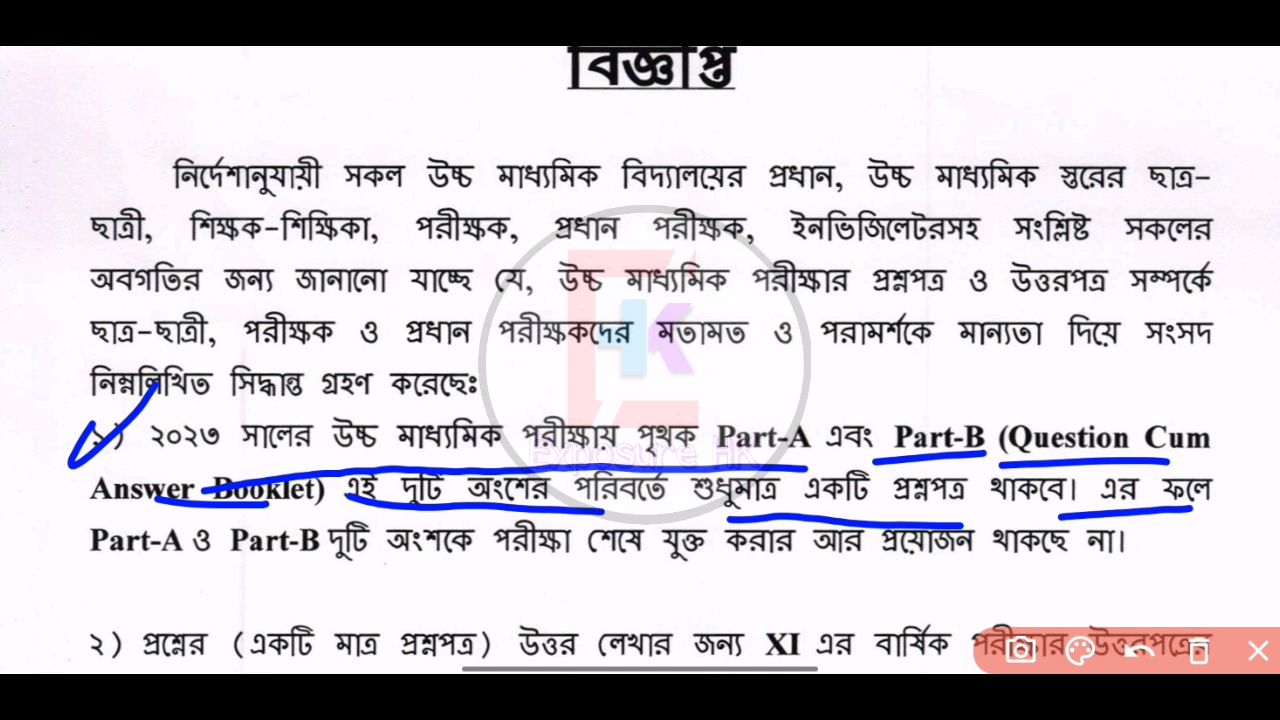 বিজ্ঞপ্তি
নির্দেশানুযায়ী সকল উচ্চ মাধ্যমিক বিদ্যালয়ের প্রধান, উচ্চ মাধ্যমিক স্তরের ছাত্র-
ছাত্রী, শিক্ষক-শিক্ষিকা, পরীক্ষক, প্রধান পরীক্ষক, ইনভিজিলেটরসহ সংশ্লিষ্ট সকলের
অবগতির জন্য জানানো যাচ্ছে যে, উচ্চ মাধ্যমিক পরীক্ষার প্রশ্নপত্র ও উত্তরপত্র সম্পর্কে
ছাত্র-ছাত্রী, পরীক্ষক ও প্রধান পরীক্ষকদের মতামত ও পরামর্শকে মান্যতা দিয়ে সংসদ
নিম্নলিখিত সিদ্ধান্ত গ্রহণ করেছেঃ
১) ২০২৩ সালের উচ্চ মাধ্যমিক পরীক্ষায় পৃথক Part-A এবং Part-B (Question Cum
Exposure HK
Answer Booklet) এই দুটি অংশের পরিবর্তে শুধুমাত্র একটি প্রশ্নপত্র থাকবে। এর ফলে
Part-A ও Part-B দুটি অংশকে পরীক্ষা শেষে যুক্ত করার আর প্রয়োজন থাকছে না।
২) প্রশ্নের (একটি মাত্র প্রশ্নপত্র) উত্তর লেখার জন্য XI এর বার্ষিক পরীক্ষার উত্তরপত্রের